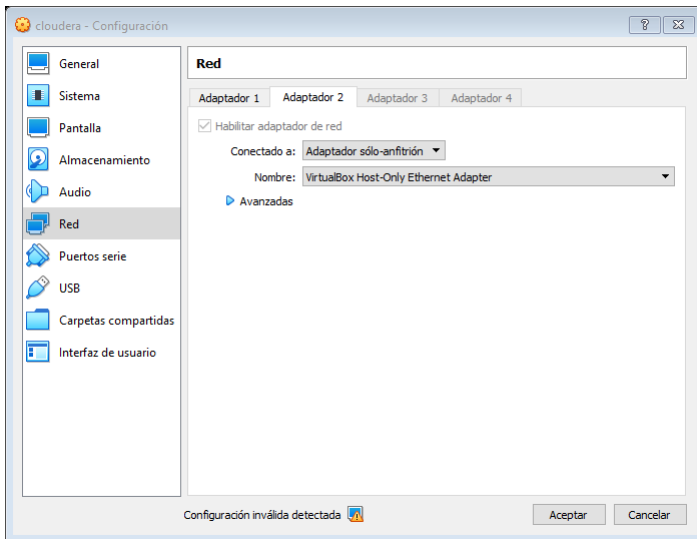 cloudera - Configuración
?
General
Sistema
Pantalla
Almacenamiento
Audio
Red
Puertos serie
USB
Carpetas compartidas
Interfaz de usuario
Red
Adaptador 1 Adaptador 2 Adaptador 3 Adaptador 4
Habilitar adaptador de red
Conectado a: Adaptador sólo-anfitrión
Nombre: VirtualBox Host-Only Ethernet Adapter
Avanzadas
Configuración inválida detectada
Aceptar Cancelar